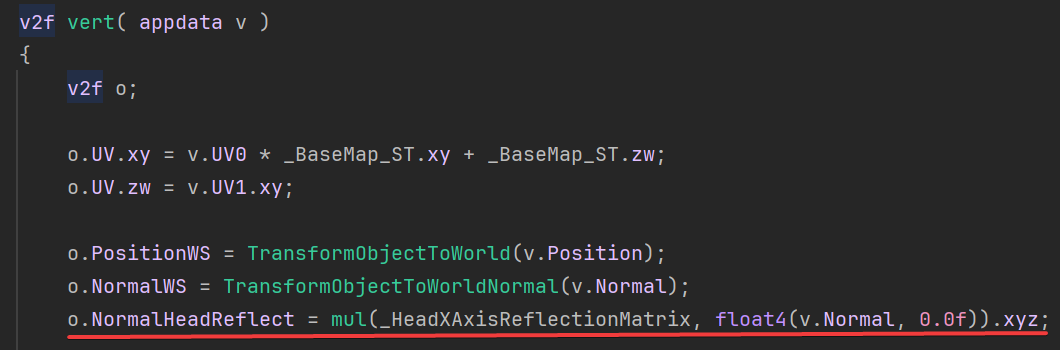 v2f vert( appdata v )
{
v2f o;
o.UV.xy = v.UV0 * _BaseMap_ST.xy + _BaseMap_ST.zw;
o.UV.zw = v.UV1.xy;
o.PositionWS = TransformObjectToWorld(v.Position);
o.NormalWS = TransformObjectToWorldNormal(v.Normal);
o.NormalHeadReflect = mul(_HeadXAxisReflectionMatrix, float4(v.Normal, 0.0f)).xyz;